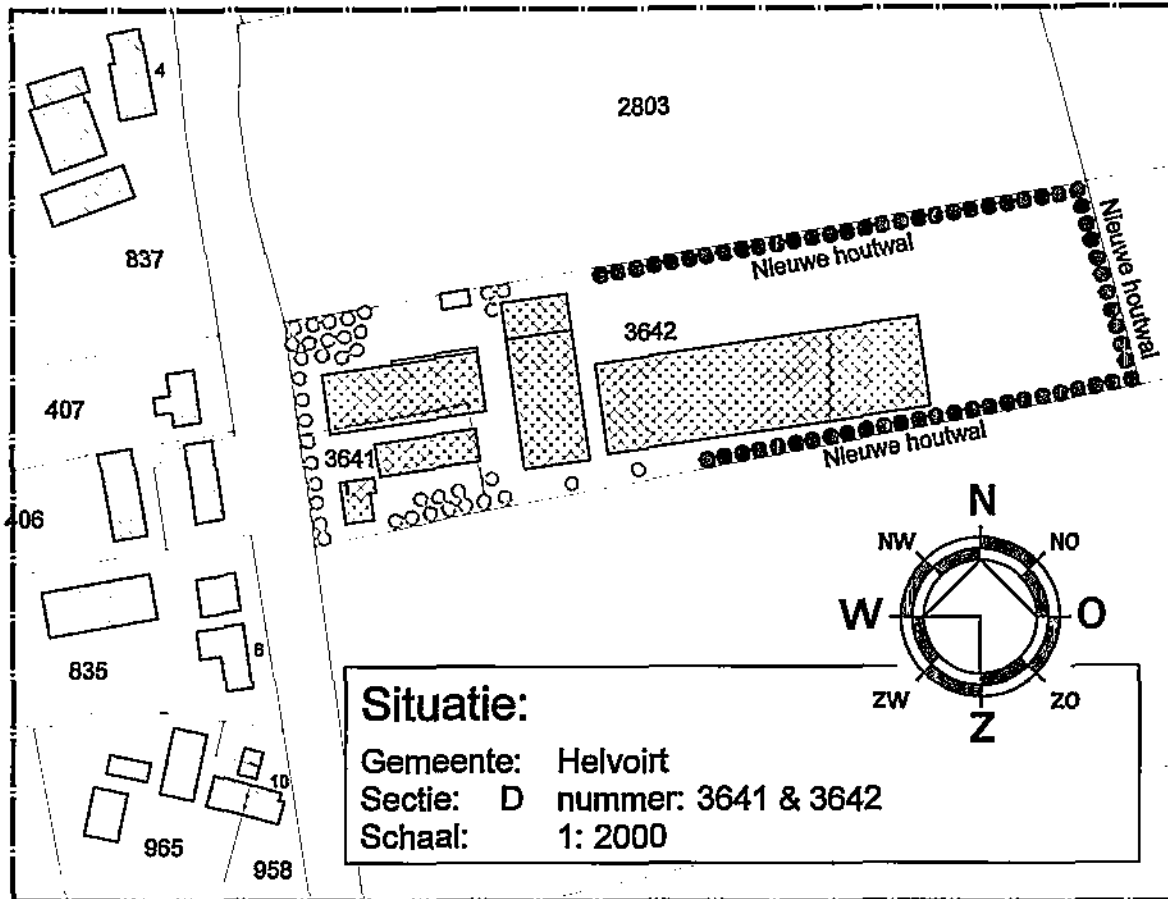 4
2803
837
Nieuwe houtwal
Nieuwe houtwal
3642
407
3641
Nieuwe houtwal
406
N
NW
NO
W
O
835
ZW
ZO
Z
Situatie:
Gemeente: Helvoirt
Sectie: D nummer: 3641 & 3642
Schaal: 1: 2000
10
965
958